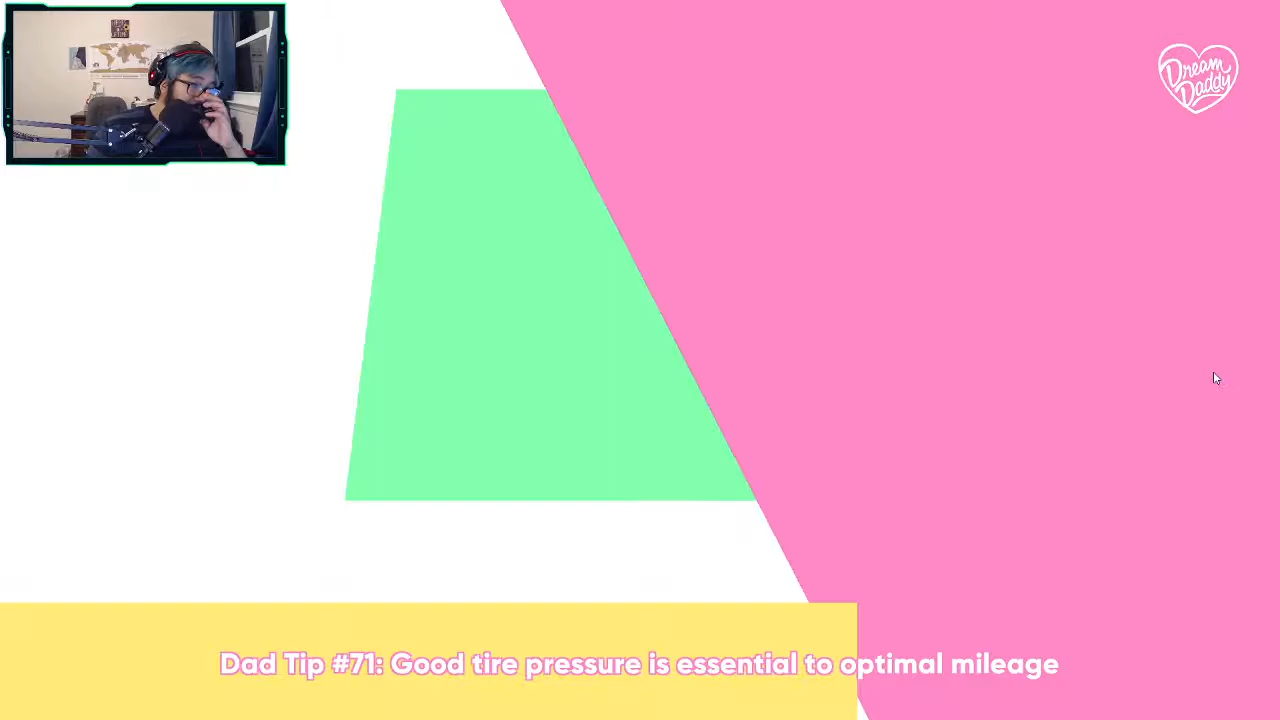 Dream
Daddy
Dad Tip #71: Good tire pressure is essential to optimal mileage